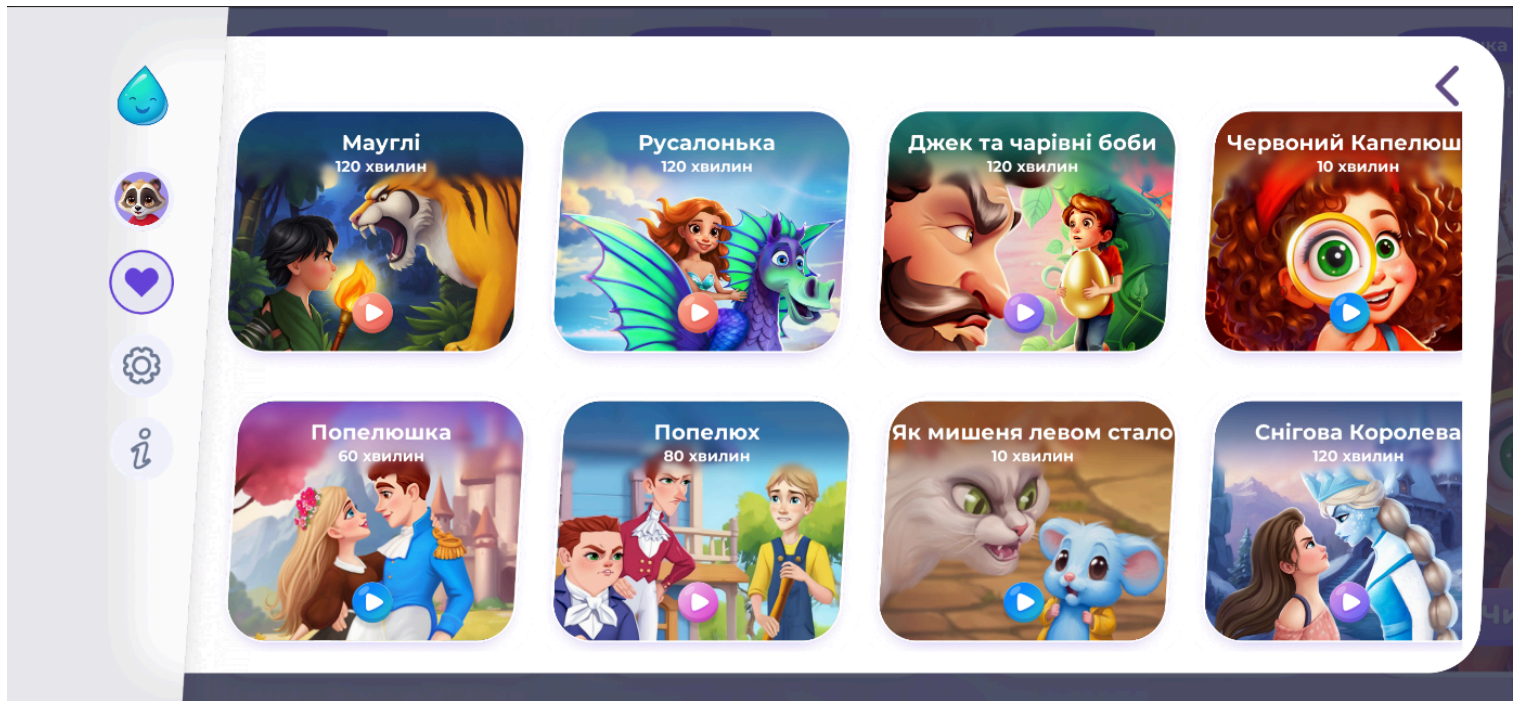 Мауглі
120 хвилин
Русалонька
120 хвилин
Джек та чарівні боби
120 хвилин
Червоний Капелюш
10 хвилин
Попелюшка
60 хвилин
Попелюх
80 хвилин
Як мишеня левом стало
10 хвилин
Снігова Королева
120 хвилин